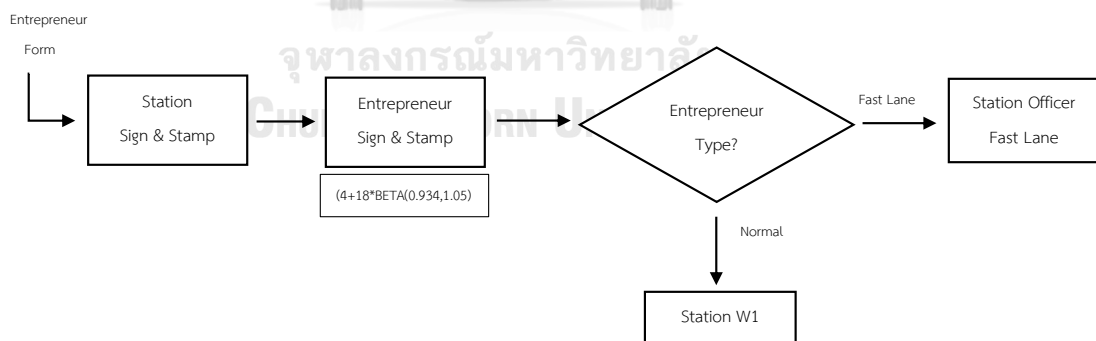 Entrepreneur
Form
Station
Sign & Stamp
Entrepreneur
Sign & Stamp
(4+18*BETA(0.934,1.05)
Entrepreneur
Type?
Fast Lane
Station Officer
Fast Lane
Normal
Station W1
จุฬาลงกรณ์มหาวิทยาลัย